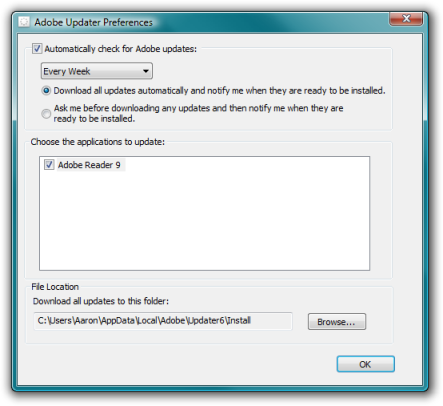 Adobe Updater Preferences
Automatically check for Adobe updates:
Every Week
Download all updates automatically and notify me when they are ready to be installed.
Ask me before downloading any updates and then notify me when they are
ready to be installed.
Choose the applications to update:
Adobe Reader 9
File Location
Download all updates to this folder:
C:\Users\Aaron\AppData\Local\Adobe\Updater6\Install
Browse...
OK